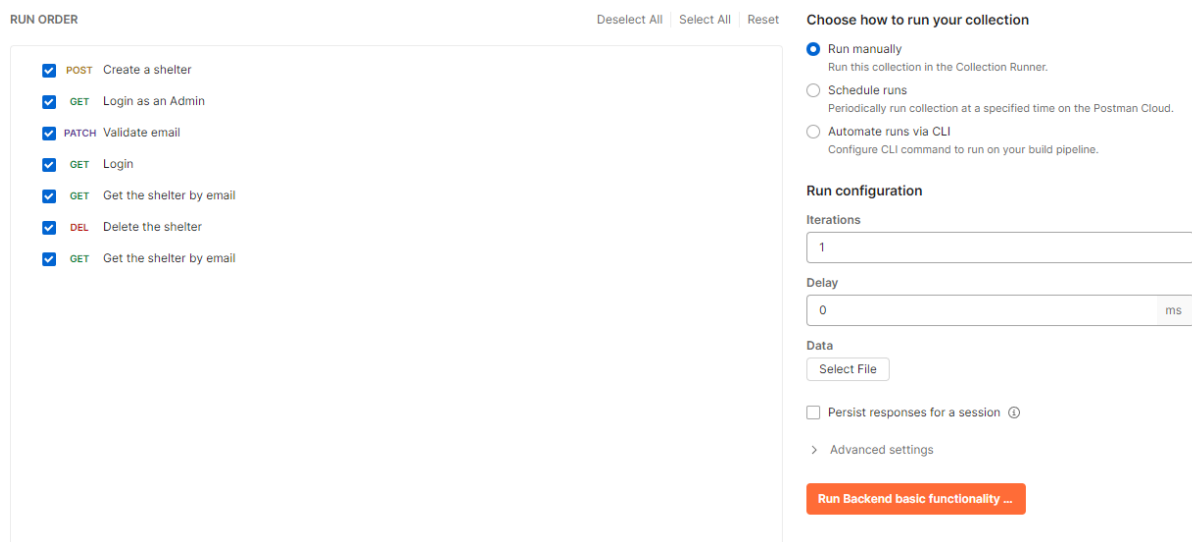 RUN ORDER
Deselect All
Select All
Reset
POST Create a shelter
GET Login as an Admin
PATCH Validate email
GET Login
GET Get the shelter by email
DEL Delete the shelter
GET Get the shelter by email
Choose how to run your collection
Run manually
Run this collection in the Collection Runner.
Schedule runs
Periodically run collection at a specified time on the Postman Cloud.
Automate runs via CLI
Configure CLI command to run on your build pipeline.
Run configuration
Iterations
1
Delay
0 ms
Data
Select File
Persist responses for a session
Advanced settings
Run Backend basic functionality ...